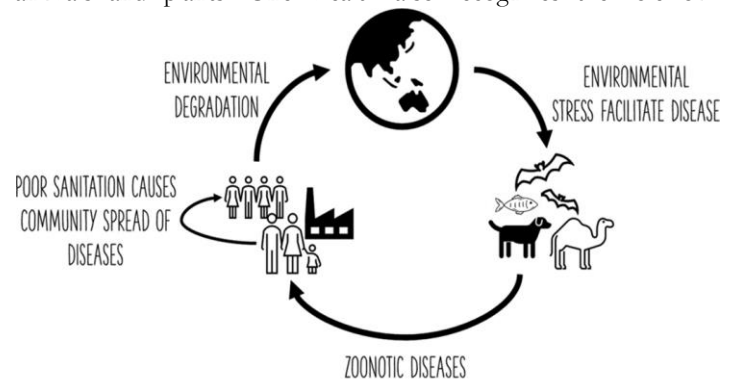 ENVIRONMENTAL
DEGRADATION
ENVIRONMENTAL
STRESS FACILITATE DISEASE
POOR SANITATION CAUSES
COMMUNITY SPREAD OF
DISEASES
ZOONOTIC DISEASES